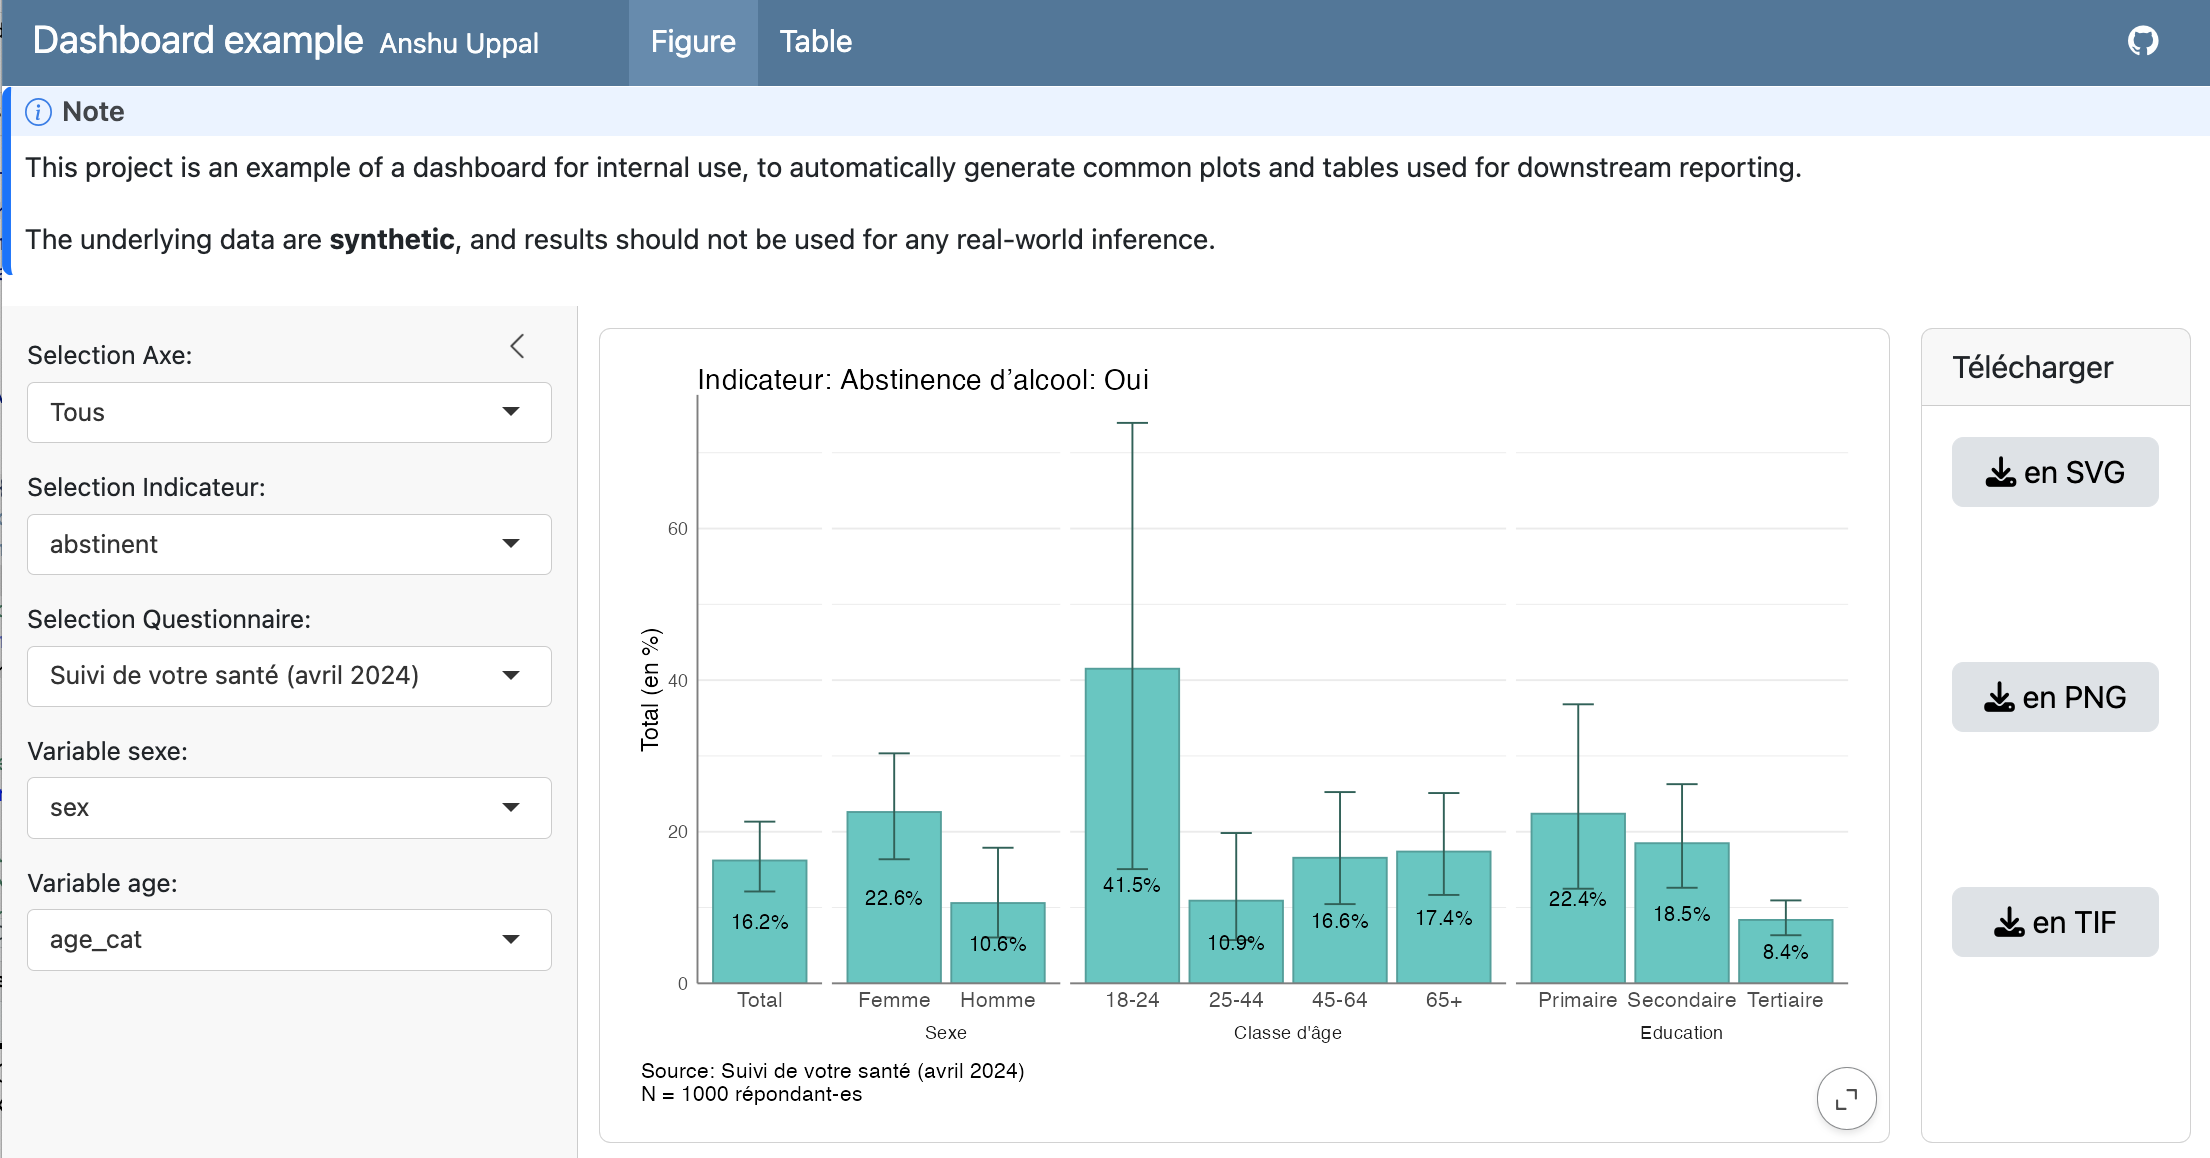 Dashboard example Anshu Uppal Figure Table
Note
This project is an example of a dashboard for internal use, to automatically generate common plots and tables used for downstream reporting.
The underlying data are synthetic, and results should not be used for any real-world inference.
Selection Axe:
Tous
Selection Indicateur:
abstinent
Selection Questionnaire:
Suivi de votre santé (avril 2024)
Variable sexe:
sex
Variable age:
age_cat
Indicateur: Abstinence d’alcool: Oui
Total (en %)
60
40
20
0
16.2%
22.6%
10.6%
41.5%
10.9%
16.6%
17.4%
22.4%
18.5%
8.4%
Total Femme Homme 18-24 25-44 45-64 65+ Primaire Secondaire Tertiaire
Sexe Classe d'âge Education
Source: Suivi de votre santé (avril 2024)
N = 1000 répondant-es
Télécharger
en SVG
en PNG
en TIF